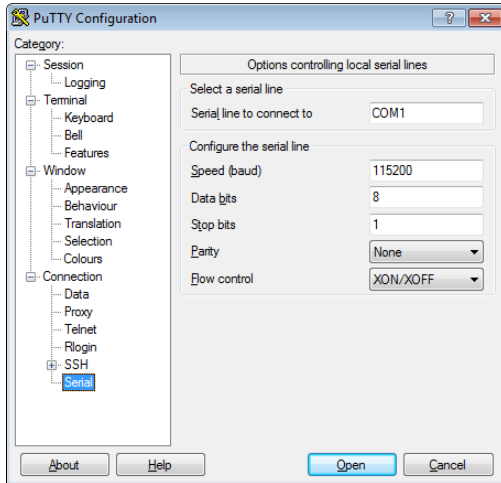 PuTTY Configuration
Category:
Session
Logging
Terminal
Keyboard
Bell
Features
Window
Appearance
Behaviour
Translation
Selection
Colours
Connection
Data
Proxy
Telnet
Rlogin
SSH
Serial
Options controlling local serial lines
Select a serial line
Serial line to connect to COM1
Configure the serial line
Speed (baud) 115200
Data bits 8
Stop bits 1
Parity None
Flow control XON/XOFF
About Help Open Cancel